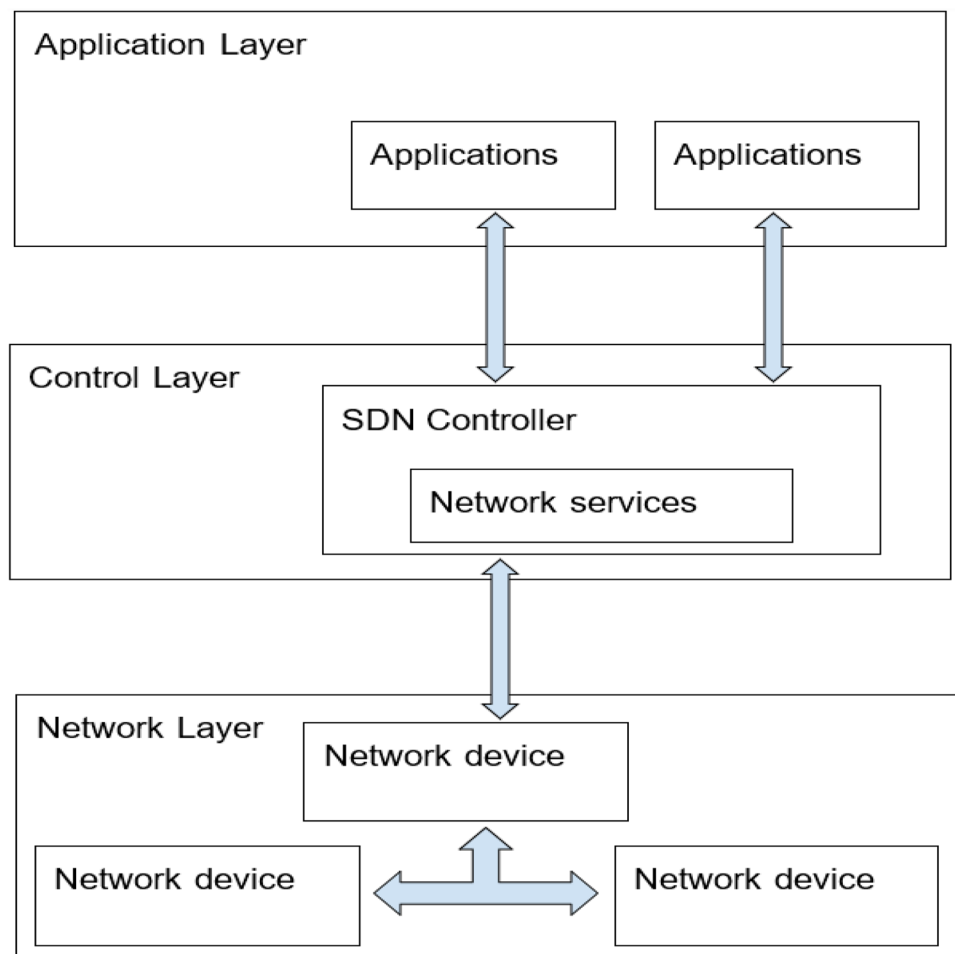 Application Layer
Applications
Applications
Control Layer
SDN Controller
Network services
Network Layer
Network device
Network device
Network device